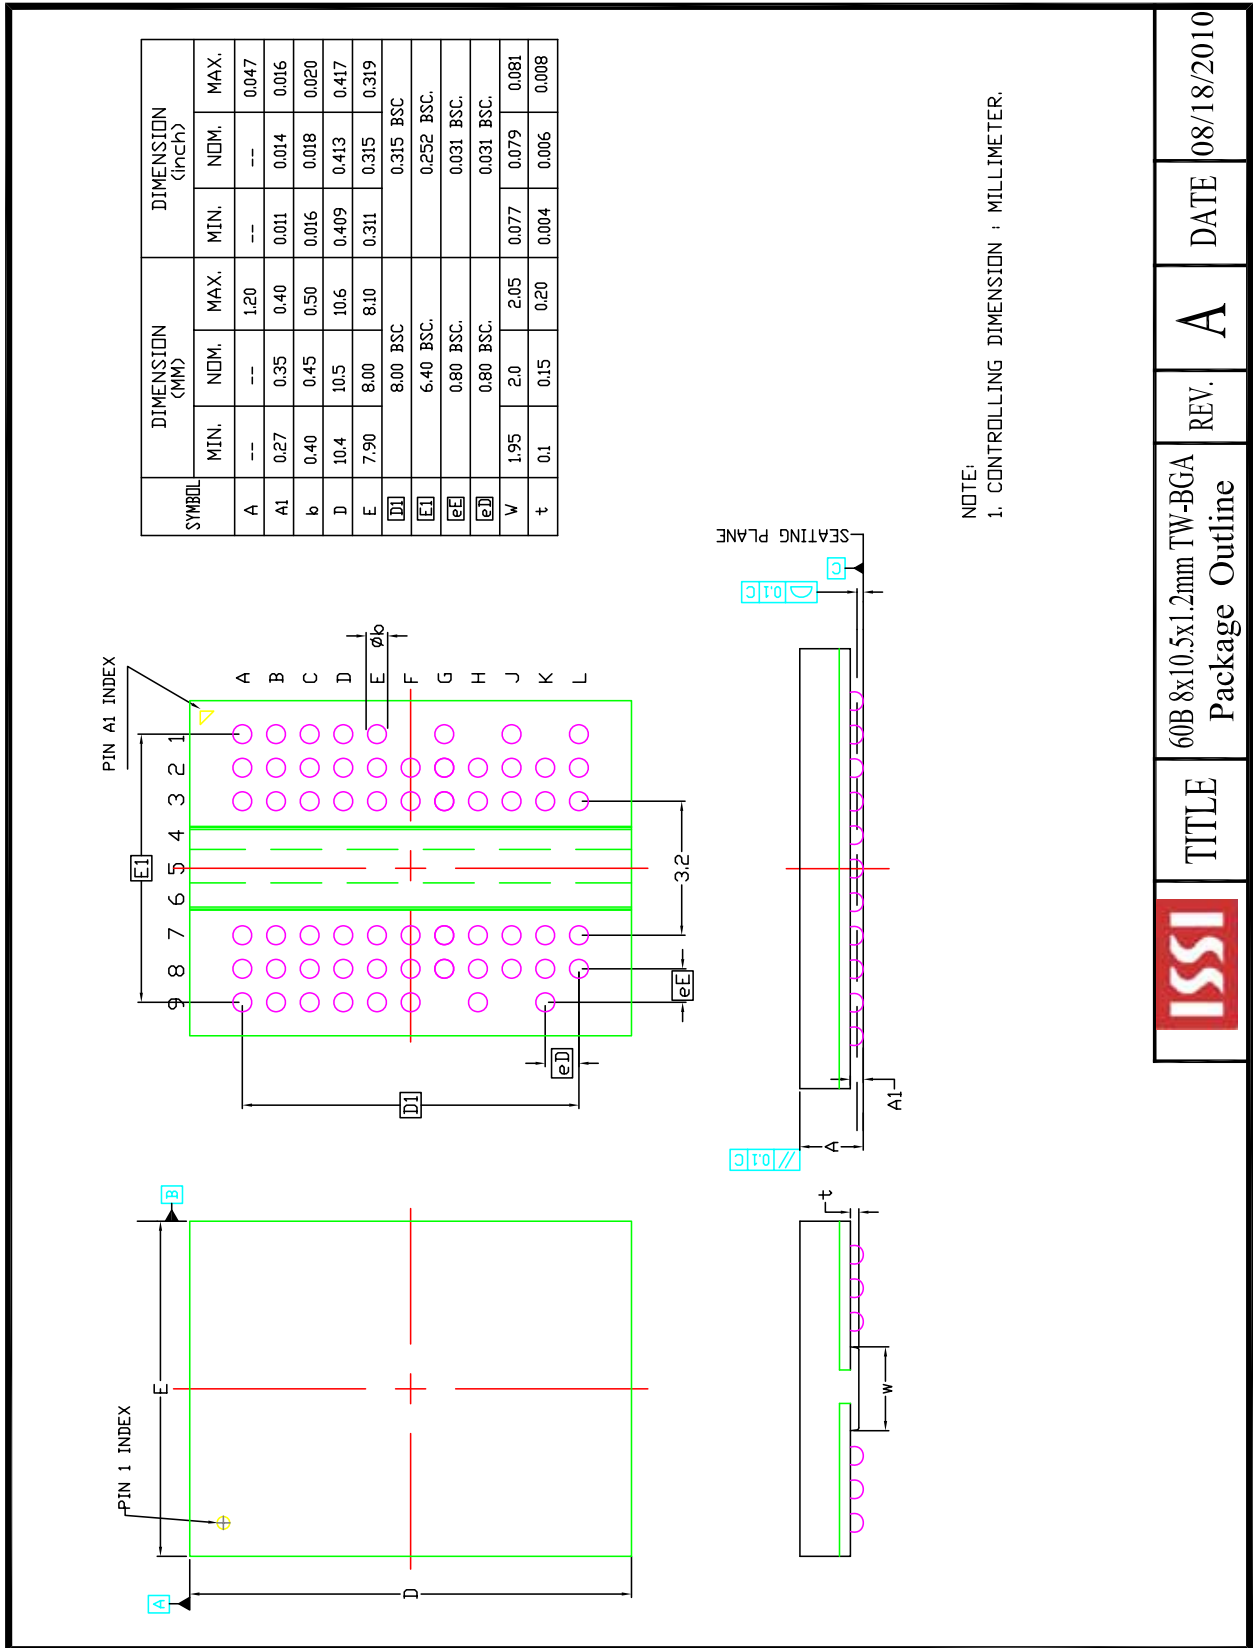 SYMBOL DIMENSION (MM) DIMENSION (inch)
MIN. NOM. MAX. MIN. NOM. MAX.
A -- -- 1.20 -- -- 0.047
A1 0.27 0.35 0.40 0.011 0.014 0.016
b 0.40 0.45 0.50 0.016 0.018 0.020
D 10.4 10.5 10.6 0.409 0.413 0.417
E 7.90 8.00 8.10 0.311 0.315 0.319
D1 8.00 BSC 0.315 BSC
E1 6.40 BSC. 0.252 BSC.
eE 0.80 BSC. 0.031 BSC.
eD 0.80 BSC. 0.031 BSC.
W 1.95 2.0 2.05 0.077 0.079 0.081
t 0.1 0.15 0.20 0.004 0.006 0.008
PIN 1 INDEX
A
B
E
D
PIN A1 INDEX
E1
9 8 7 6 5 4 3 2 1
A
B
C
D
E
F
G
H
J
K
L
Øb
D1
eD
eE
3.2
t
w
// 0.1 C
A
A1
0.1 C
C
SEATING PLANE
NOTE:
1. CONTROLLING DIMENSION : MILLIMETER.
ISSI
TITLE
60B 8x10.5x1.2mm TW-BGA
Package Outline
REV.
A
DATE
08/18/2010